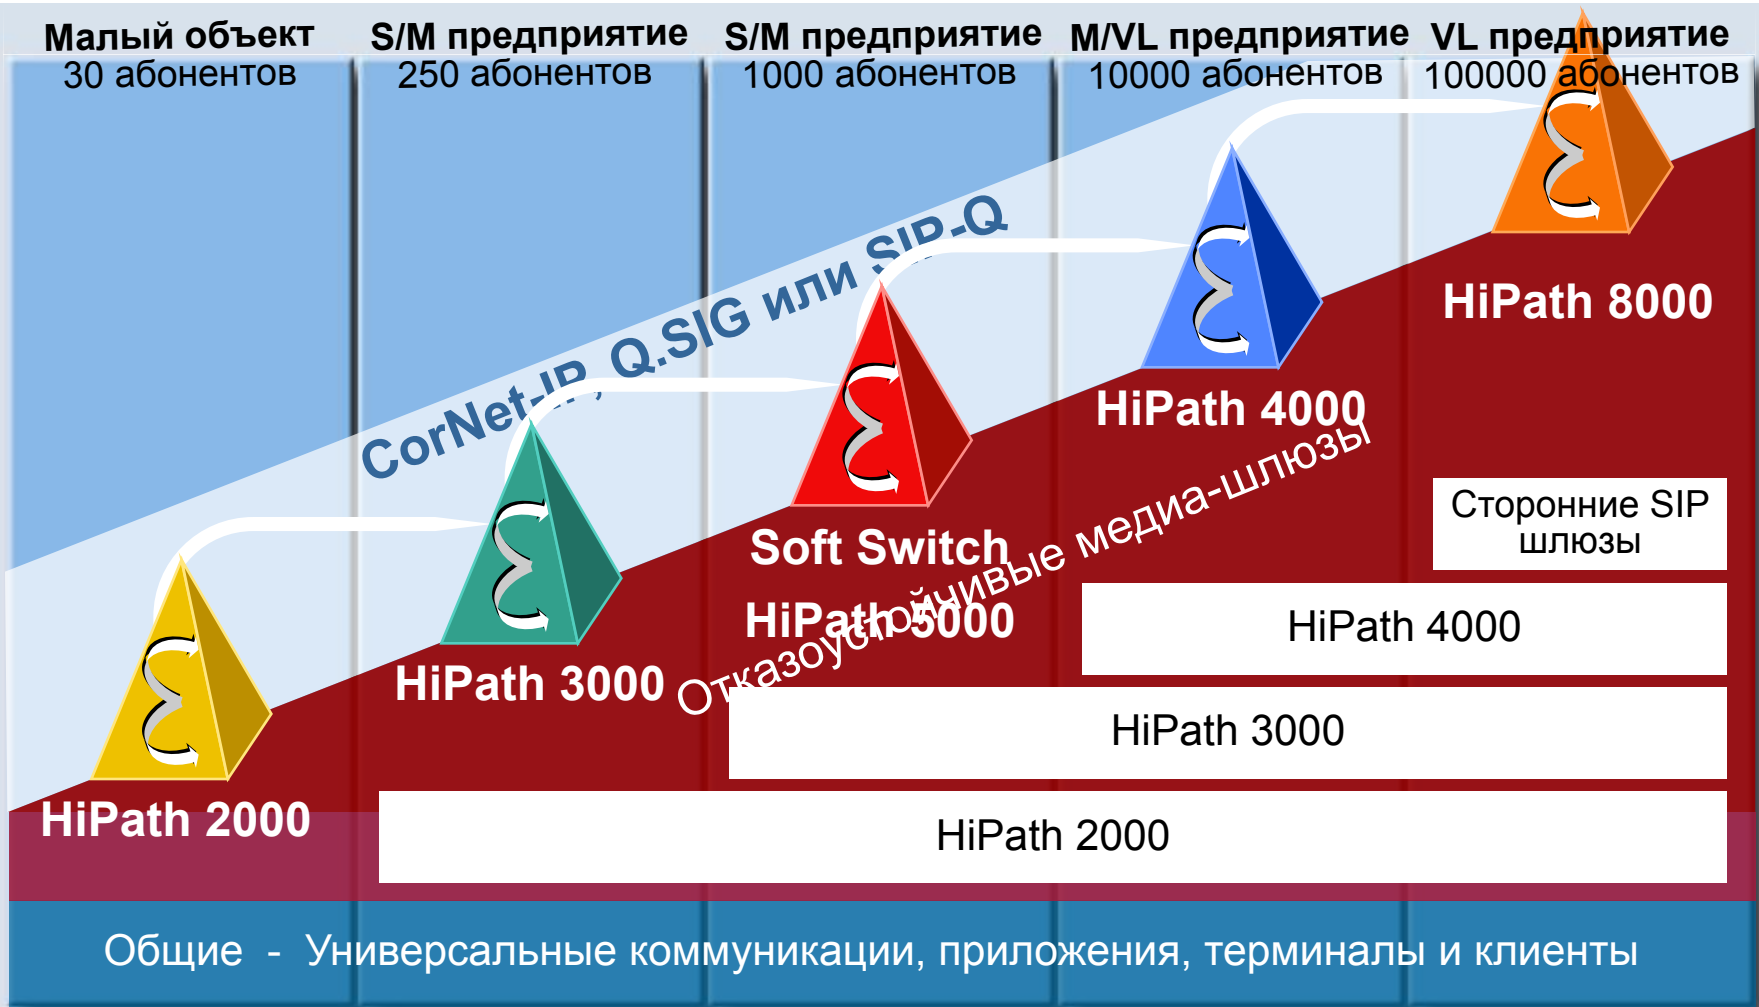 Малый объект
30 абонентов
S/M предприятие
250 абонентов
S/M предприятие
1000 абонентов
M/VL предприятие
10000 абонентов
VL предприятие
100000 абонентов
CorNet-IP, Q.SIG или SIP-Q
HiPath 8000
HiPath 4000
Soft Switch
HiPath 5000
HiPath 3000
HiPath 2000
Отказоустойчивые медиа-шлюзы
Сторонние SIP
шлюзы
HiPath 4000
HiPath 3000
HiPath 2000
Общие - Универсальные коммуникации, приложения, терминалы и клиенты